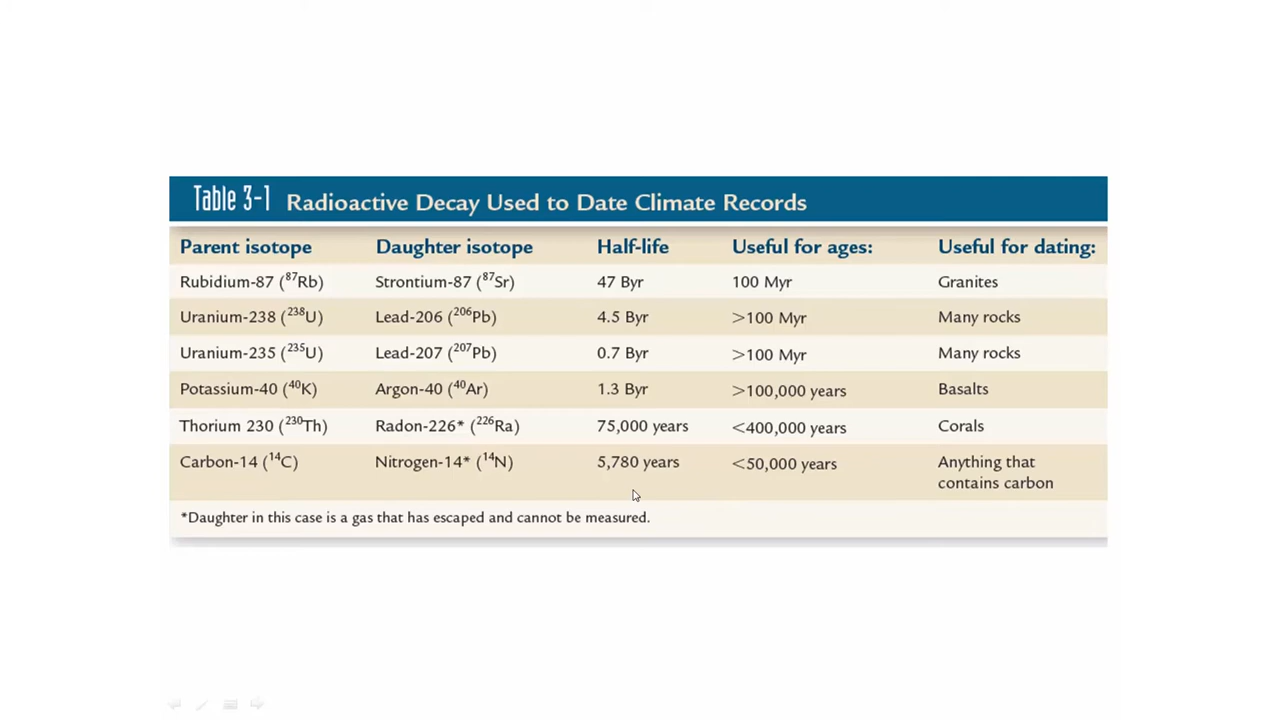 Table 3-1 Radioactive Decay Used to Date Climate Records
Parent isotope Daughter isotope Half-life Useful for ages: Useful for dating:
Rubidium-87 (⁸⁷Rb) Strontium-87 (⁸⁷Sr) 47 Byr 100 Myr Granites
Uranium-238 (²³⁸U) Lead-206 (²⁰⁶Pb) 4.5 Byr >100 Myr Many rocks
Uranium-235 (²³⁵U) Lead-207 (²⁰⁷Pb) 0.7 Byr >100 Myr Many rocks
Potassium-40 (⁴⁰K) Argon-40 (⁴⁰Ar) 1.3 Byr >100,000 years Basalts
Thorium 230 (²³⁰Th) Radon-226* (²²⁶Ra) 75,000 years <400,000 years Corals
Carbon-14 (¹⁴C) Nitrogen-14* (¹⁴N) 5,780 years <50,000 years Anything that
contains carbon
*Daughter in this case is a gas that has escaped and cannot be measured.